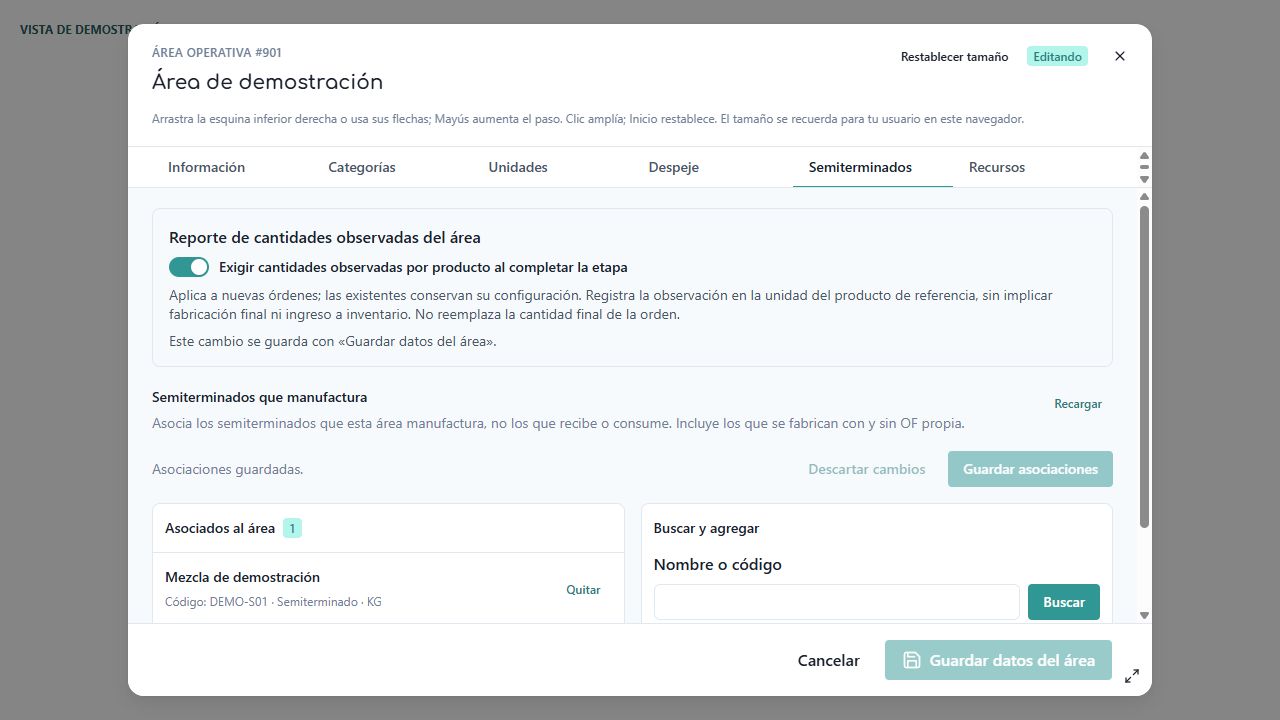 VISTA DE DEMOSTR
ÁREA OPERATIVA #901
Restablecer tamaño
Editando
Área de demostración
Arrastra la esquina inferior derecha o usa sus flechas; Mayús aumenta el paso. Clic amplía; Inicio restablece. El tamaño se recuerda para tu usuario en este navegador.
Información
Categorías
Unidades
Despeje
Semiterminados
Recursos
Reporte de cantidades observadas del área
Exigir cantidades observadas por producto al completar la etapa
Aplica a nuevas órdenes; las existentes conservan su configuración. Registra la observación en la unidad del producto de referencia, sin implicar
fabricación final ni ingreso a inventario. No reemplaza la cantidad final de la orden.
Este cambio se guarda con «Guardar datos del área».
Semiterminados que manufactura
Recargar
Asocia los semiterminados que esta área manufactura, no los que recibe o consume. Incluye los que se fabrican con y sin OF propia.
Asociaciones guardadas.
Descartar cambios
Guardar asociaciones
Asociados al área 1
Buscar y agregar
Mezcla de demostración
Código: DEMO-S01 · Semiterminado · KG
Quitar
Nombre o código
Buscar
Cancelar
Guardar datos del área